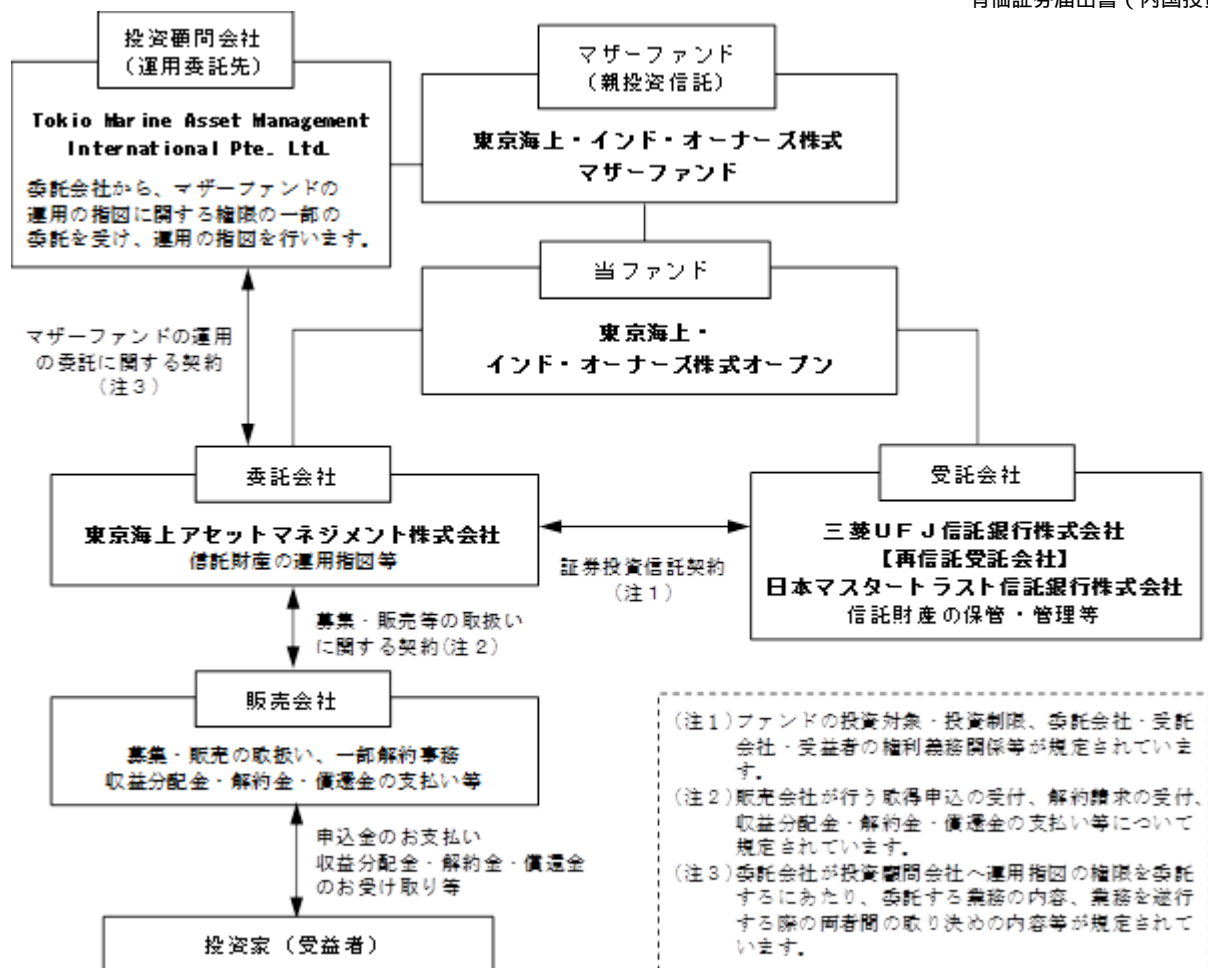 有価証券届出書（内国投資
投資顧問会社
（運用委託先）
Tokio Marine Asset Management
International Pte. Ltd.
委託会社から、マザーファンドの
運用の指図に関する権限の一部の
委託を受け、運用の指図を行います。
マザーファンド
（親投資信託）
東京海上・インド・オーナーズ株式
マザーファンド
当ファンド
東京海上・
インド・オーナーズ株式オープン
マザーファンドの運用
の委託に関する契約
（注３）
委託会社
東京海上アセットマネジメント株式会社
信託財産の運用指図等
証券投資信託契約
（注１）
受託会社
三菱ＵＦＪ信託銀行株式会社
【再信託受託会社】
日本マスタートラスト信託銀行株式会社
信託財産の保管・管理等
募集・販売等の取扱い
に関する契約(注２)
販売会社
募集・販売の取扱い、一部解約事務
収益分配金・解約金・償還金の支払い等
申込金のお支払い
収益分配金・解約金・償還金
のお受け取り等
投資家（受益者）
(注１)ファンドの投資対象・投資制限、委託会社・受託
会社・受益者の権利義務関係等が規定されていま
す。
(注２)販売会社が行う取得申込の受付、解約請求の受付、
収益分配金・解約金・償還金の支払い等について
規定されています。
(注３)委託会社が投資顧問会社へ運用指図の権限を委託
するにあたり、委託する業務の内容、業務を遂行
する際の両者間の取り決めの内容等が規定されて
います。